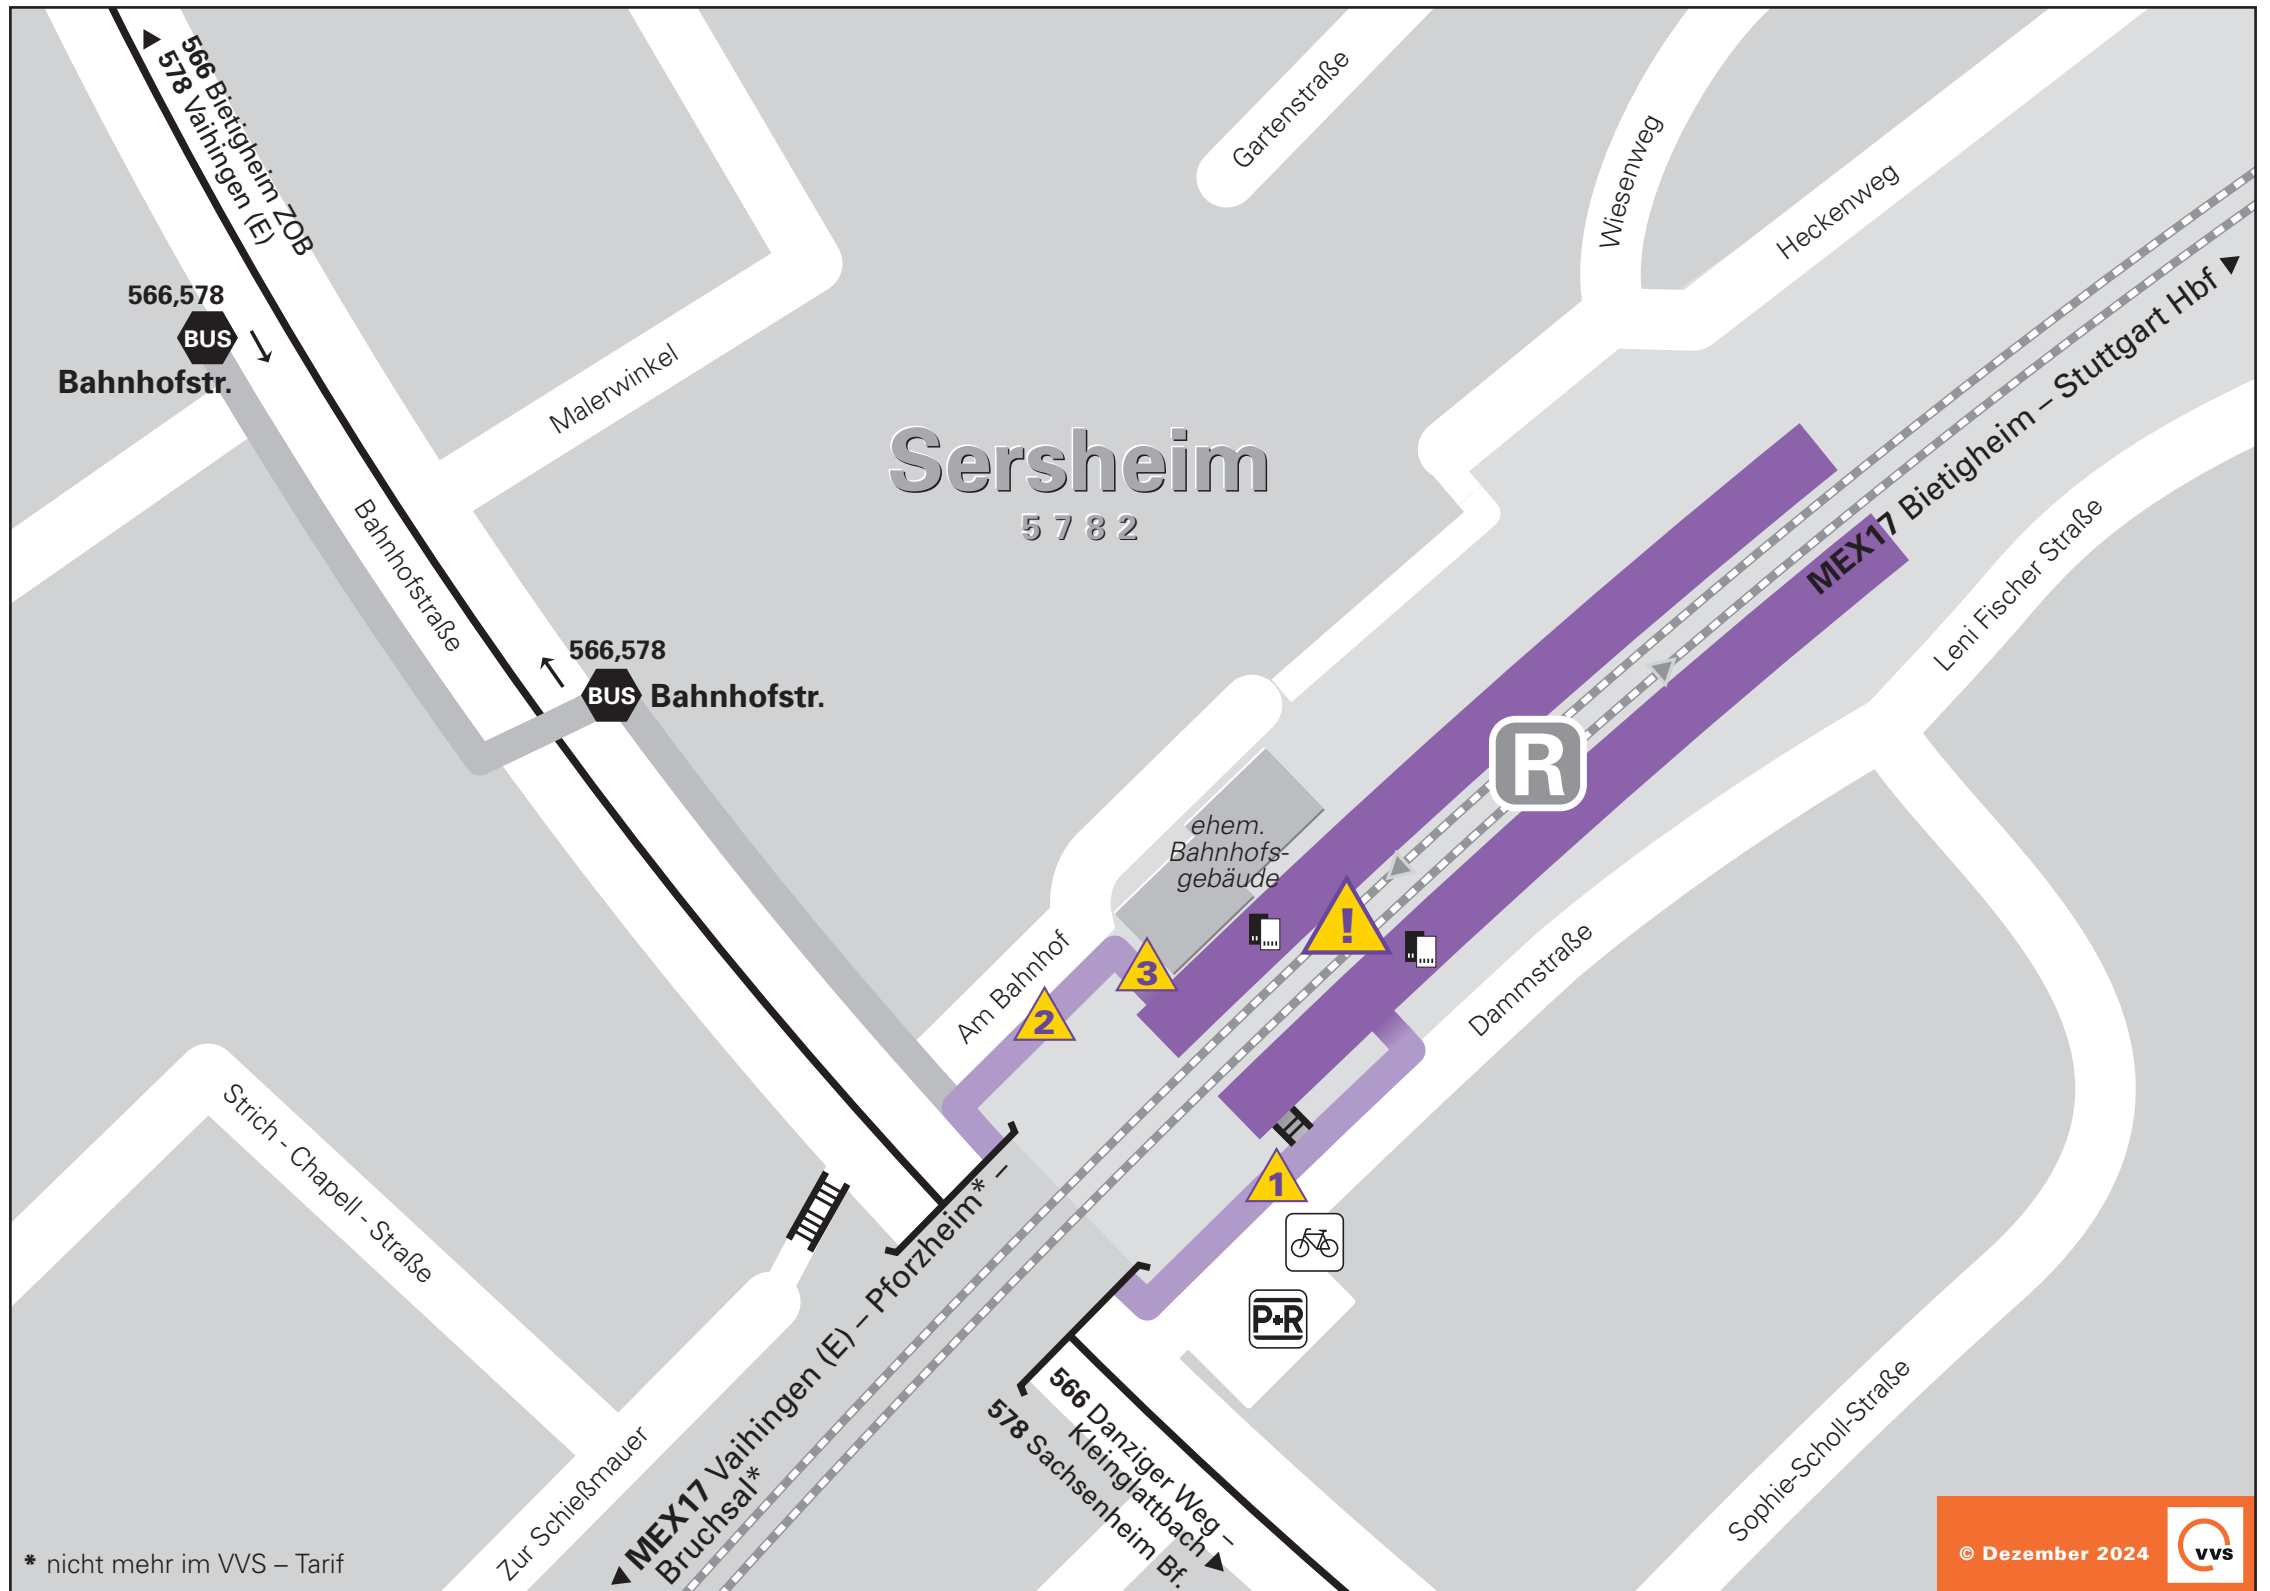 566 Bietigheim ZOB
578 Vaihingen (E)
566,578
BUS
Bahnhofstr.
Malerwinkel
Gartenstraße
Wiesenweg
Heckenweg
Sersheim
5782
MEX17 Bietigheim – Stuttgart Hbf
Leni Fischer Straße
Bahnhofstraße
566,578
BUS Bahnhofstr.
R
ehem.
Bahnhofs-
gebäude
!
Am Bahnhof
3
2
Dammstraße
1
Strich - Chapell - Straße
P+R
Zur Schießmauer
MEX17 Vaihingen (E) – Pforzheim* –
Bruchsal*
566 Danziger Weg –
Kleinglattbach
578 Sachsenheim Bf.
Sophie-Scholl-Straße
* nicht mehr im VVS – Tarif
© Dezember 2024
vvs